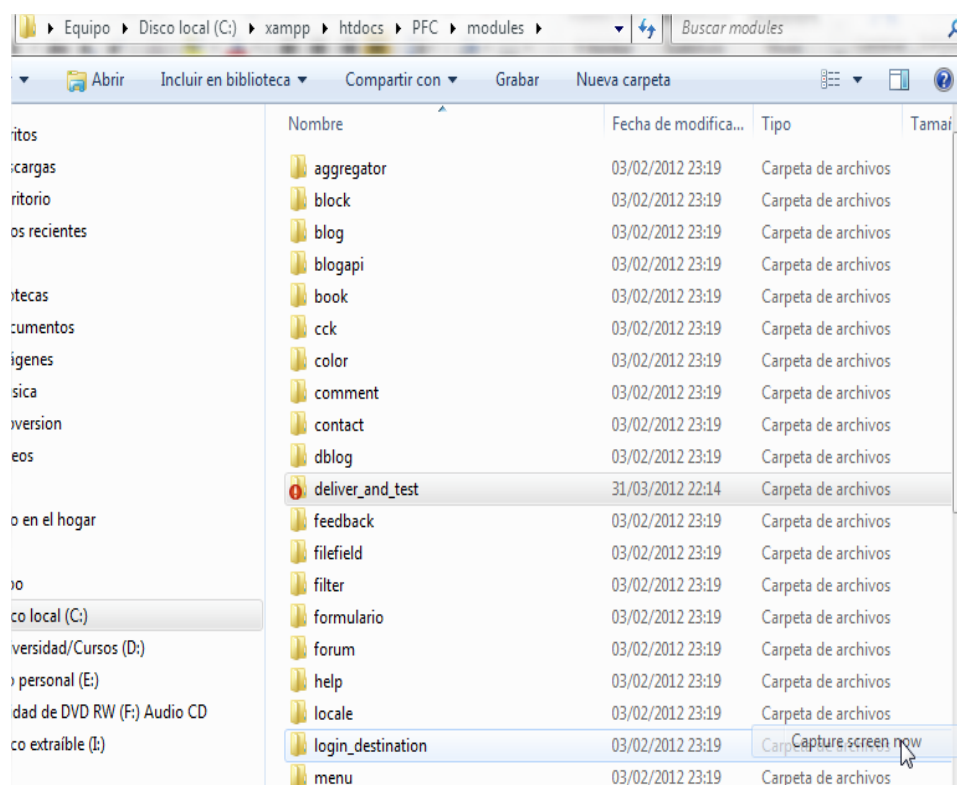 Equipo Disco local (C:) xampp htdocs PFC modules Buscar modules
Abrir Incluir en biblioteca Compartir con Grabar Nueva carpeta
Nombre Fecha de modifica... Tipo Tamañ
ritos
aggregator 03/02/2012 23:19 Carpeta de archivos
scargas
block 03/02/2012 23:19 Carpeta de archivos
ritorio
blog 03/02/2012 23:19 Carpeta de archivos
os recientes
blogapi 03/02/2012 23:19 Carpeta de archivos
otecas
book 03/02/2012 23:19 Carpeta de archivos
cumentos
cck 03/02/2012 23:19 Carpeta de archivos
ágenes
color 03/02/2012 23:19 Carpeta de archivos
sica
comment 03/02/2012 23:19 Carpeta de archivos
oversion
contact 03/02/2012 23:19 Carpeta de archivos
eos
dblog 03/02/2012 23:19 Carpeta de archivos
deliver_and_test 31/03/2012 22:14 Carpeta de archivos
o en el hogar
feedback 03/02/2012 23:19 Carpeta de archivos
filefield 03/02/2012 23:19 Carpeta de archivos
po
filter 03/02/2012 23:19 Carpeta de archivos
co local (C:)
formulario 03/02/2012 23:19 Carpeta de archivos
versidad/Cursos (D:)
forum 03/02/2012 23:19 Carpeta de archivos
o personal (E:)
help 03/02/2012 23:19 Carpeta de archivos
idad de DVD RW (F:) Audio CD
locale 03/02/2012 23:19 Carpeta de archivos
co extraíble (I:)
login_destination 03/02/2012 23:19 Capture screen now
menu 03/02/2012 23:19 Carpeta de archivos